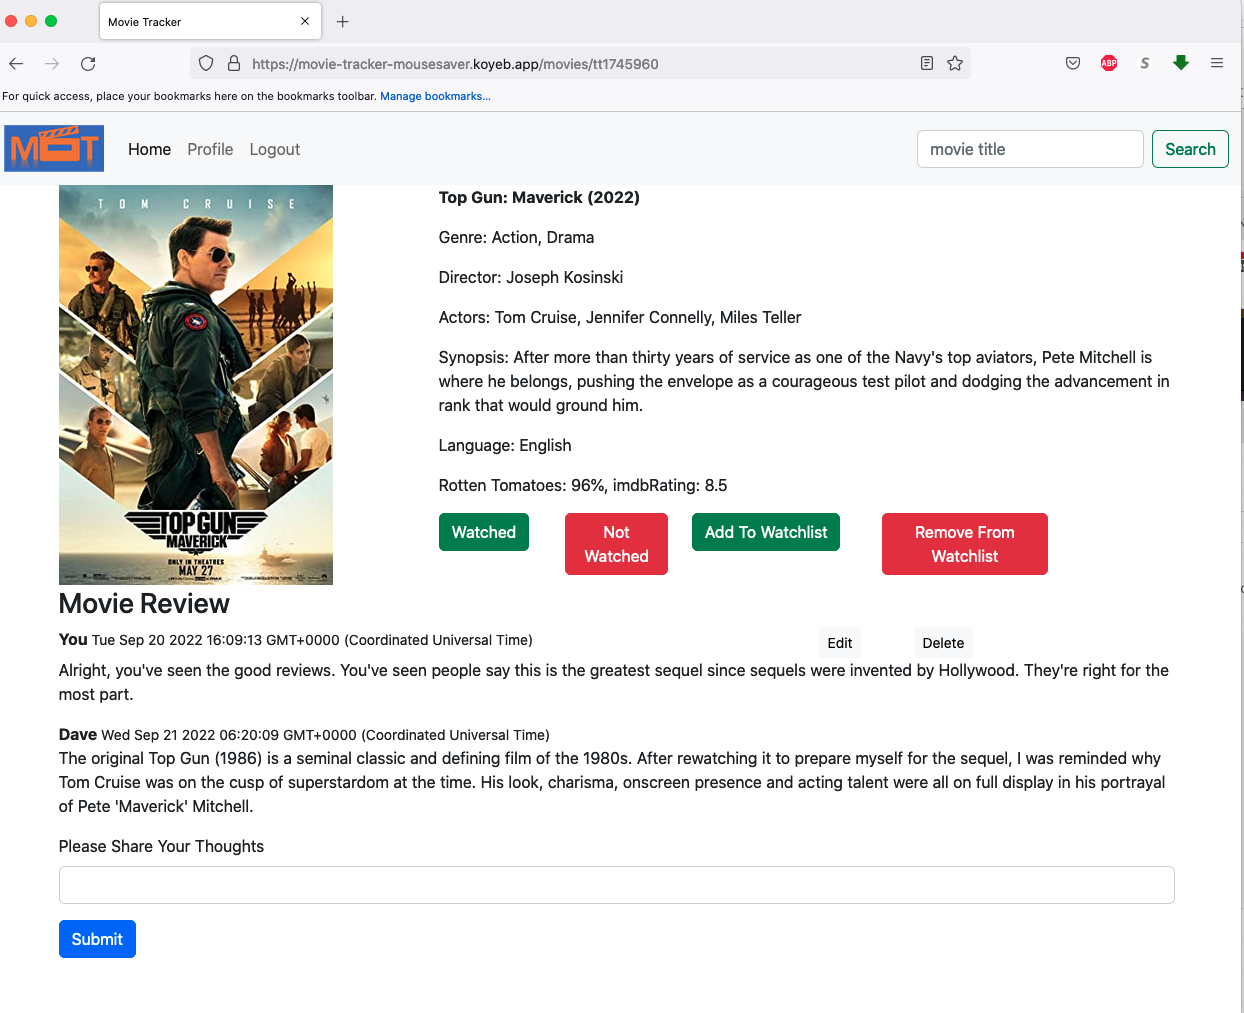 Movie Tracker
https://movie-tracker-mousesaver.koyeb.app/movies/tt1745960
ABP
S
For quick access, place your bookmarks here on the bookmarks toolbar. Manage bookmarks...
MOT
Home Profile Logout
movie title
Search
TOM CRUISE
TOP GUN
MAVERICK
ONLY IN THEATRES
MAY 27
Top Gun: Maverick (2022)
Genre: Action, Drama
Director: Joseph Kosinski
Actors: Tom Cruise, Jennifer Connelly, Miles Teller
Synopsis: After more than thirty years of service as one of the Navy's top aviators, Pete Mitchell is
where he belongs, pushing the envelope as a courageous test pilot and dodging the advancement in
rank that would ground him.
Language: English
Rotten Tomatoes: 96%, imdbRating: 8.5
Watched
Not
Watched
Add To Watchlist
Remove From
Watchlist
Movie Review
You Tue Sep 20 2022 16:09:13 GMT+0000 (Coordinated Universal Time)
Edit
Delete
Alright, you've seen the good reviews. You've seen people say this is the greatest sequel since sequels were invented by Hollywood. They're right for the
most part.
Dave Wed Sep 21 2022 06:20:09 GMT+0000 (Coordinated Universal Time)
The original Top Gun (1986) is a seminal classic and defining film of the 1980s. After rewatching it to prepare myself for the sequel, I was reminded why
Tom Cruise was on the cusp of superstardom at the time. His look, charisma, onscreen presence and acting talent were all on full display in his portrayal
of Pete 'Maverick' Mitchell.
Please Share Your Thoughts
Submit